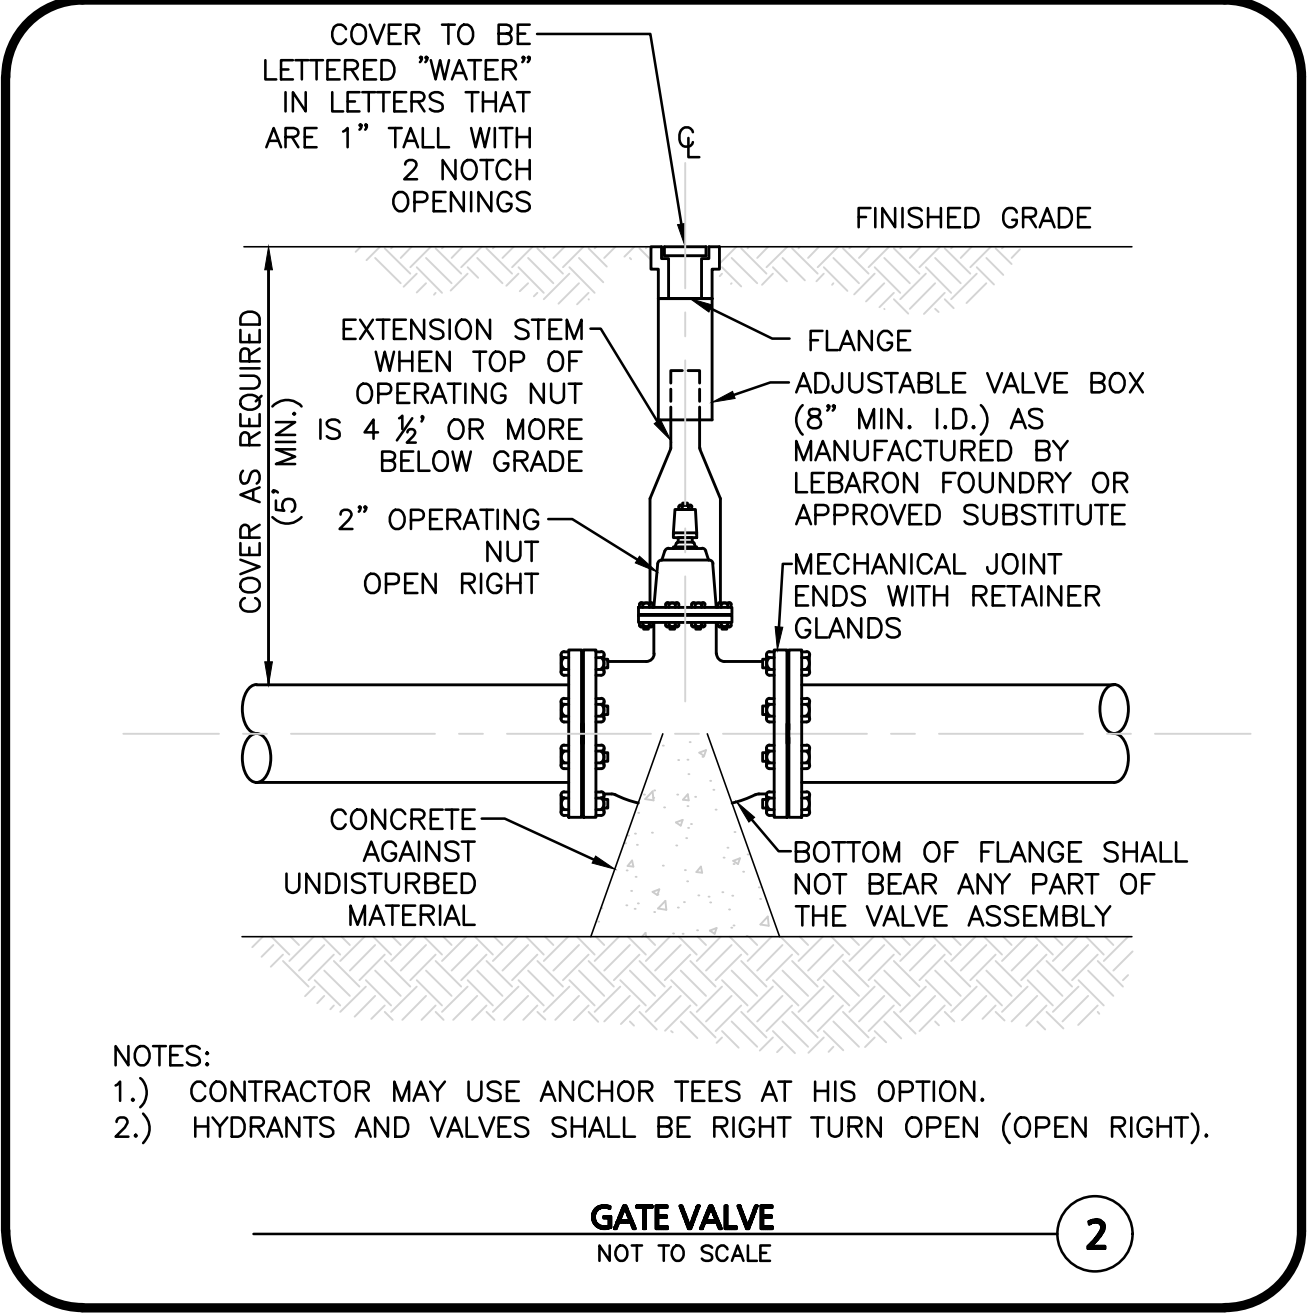 COVER TO BE
LETTERED "WATER"
IN LETTERS THAT
ARE 1" TALL WITH
2 NOTCH
OPENINGS
℄
FINISHED GRADE
COVER AS REQUIRED
(5' MIN.)
EXTENSION STEM
WHEN TOP OF
OPERATING NUT
IS 4 ½' OR MORE
BELOW GRADE
FLANGE
ADJUSTABLE VALVE BOX
(8" MIN. I.D.) AS
MANUFACTURED BY
LEBARON FOUNDRY OR
APPROVED SUBSTITUTE
2" OPERATING
NUT
OPEN RIGHT
MECHANICAL JOINT
ENDS WITH RETAINER
GLANDS
CONCRETE
AGAINST
UNDISTURBED
MATERIAL
BOTTOM OF FLANGE SHALL
NOT BEAR ANY PART OF
THE VALVE ASSEMBLY
NOTES:
1.) CONTRACTOR MAY USE ANCHOR TEES AT HIS OPTION.
2.) HYDRANTS AND VALVES SHALL BE RIGHT TURN OPEN (OPEN RIGHT).
GATE VALVE
NOT TO SCALE
2